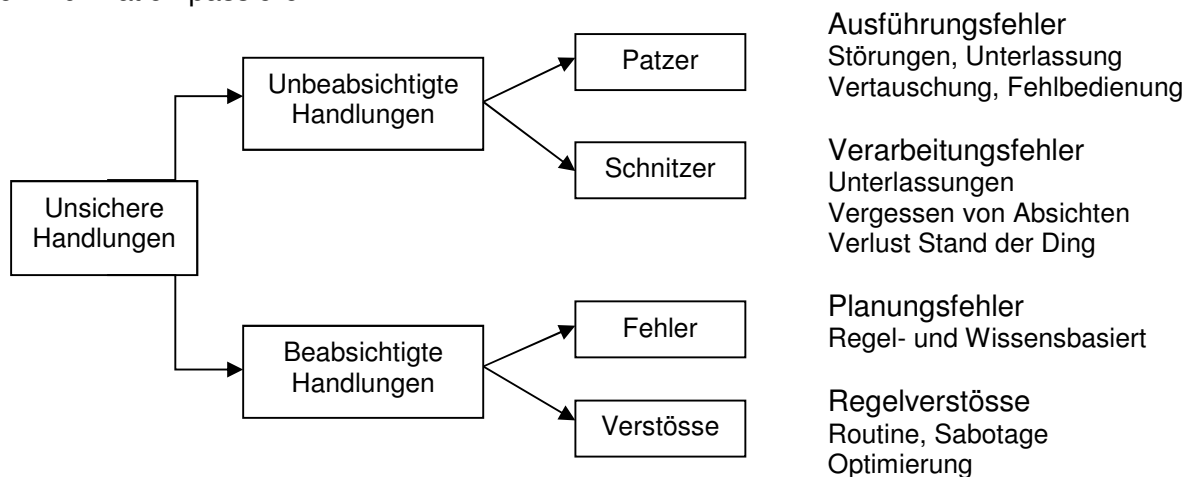 Unsichere
Handlungen
Unbeabsichtigte
Handlungen
Beabsichtigte
Handlungen
Patzer
Schnitzer
Fehler
Verstösse
Ausführungsfehler
Störungen, Unterlassung
Vertauschung, Fehlbedienung
Verarbeitungsfehler
Unterlassungen
Vergessen von Absichten
Verlust Stand der Ding
Planungsfehler
Regel- und Wissensbasiert
Regelverstösse
Routine, Sabotage
Optimierung